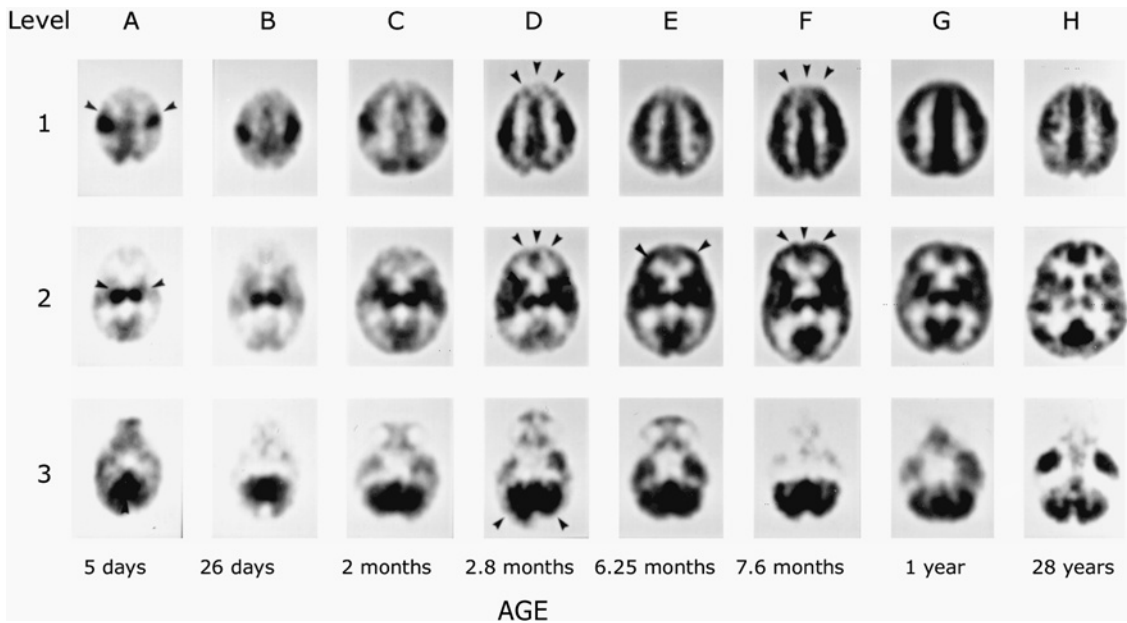 Level A B C D E F G H
1
2
3
5 days 26 days 2 months 2.8 months 6.25 months 7.6 months 1 year 28 years
AGE